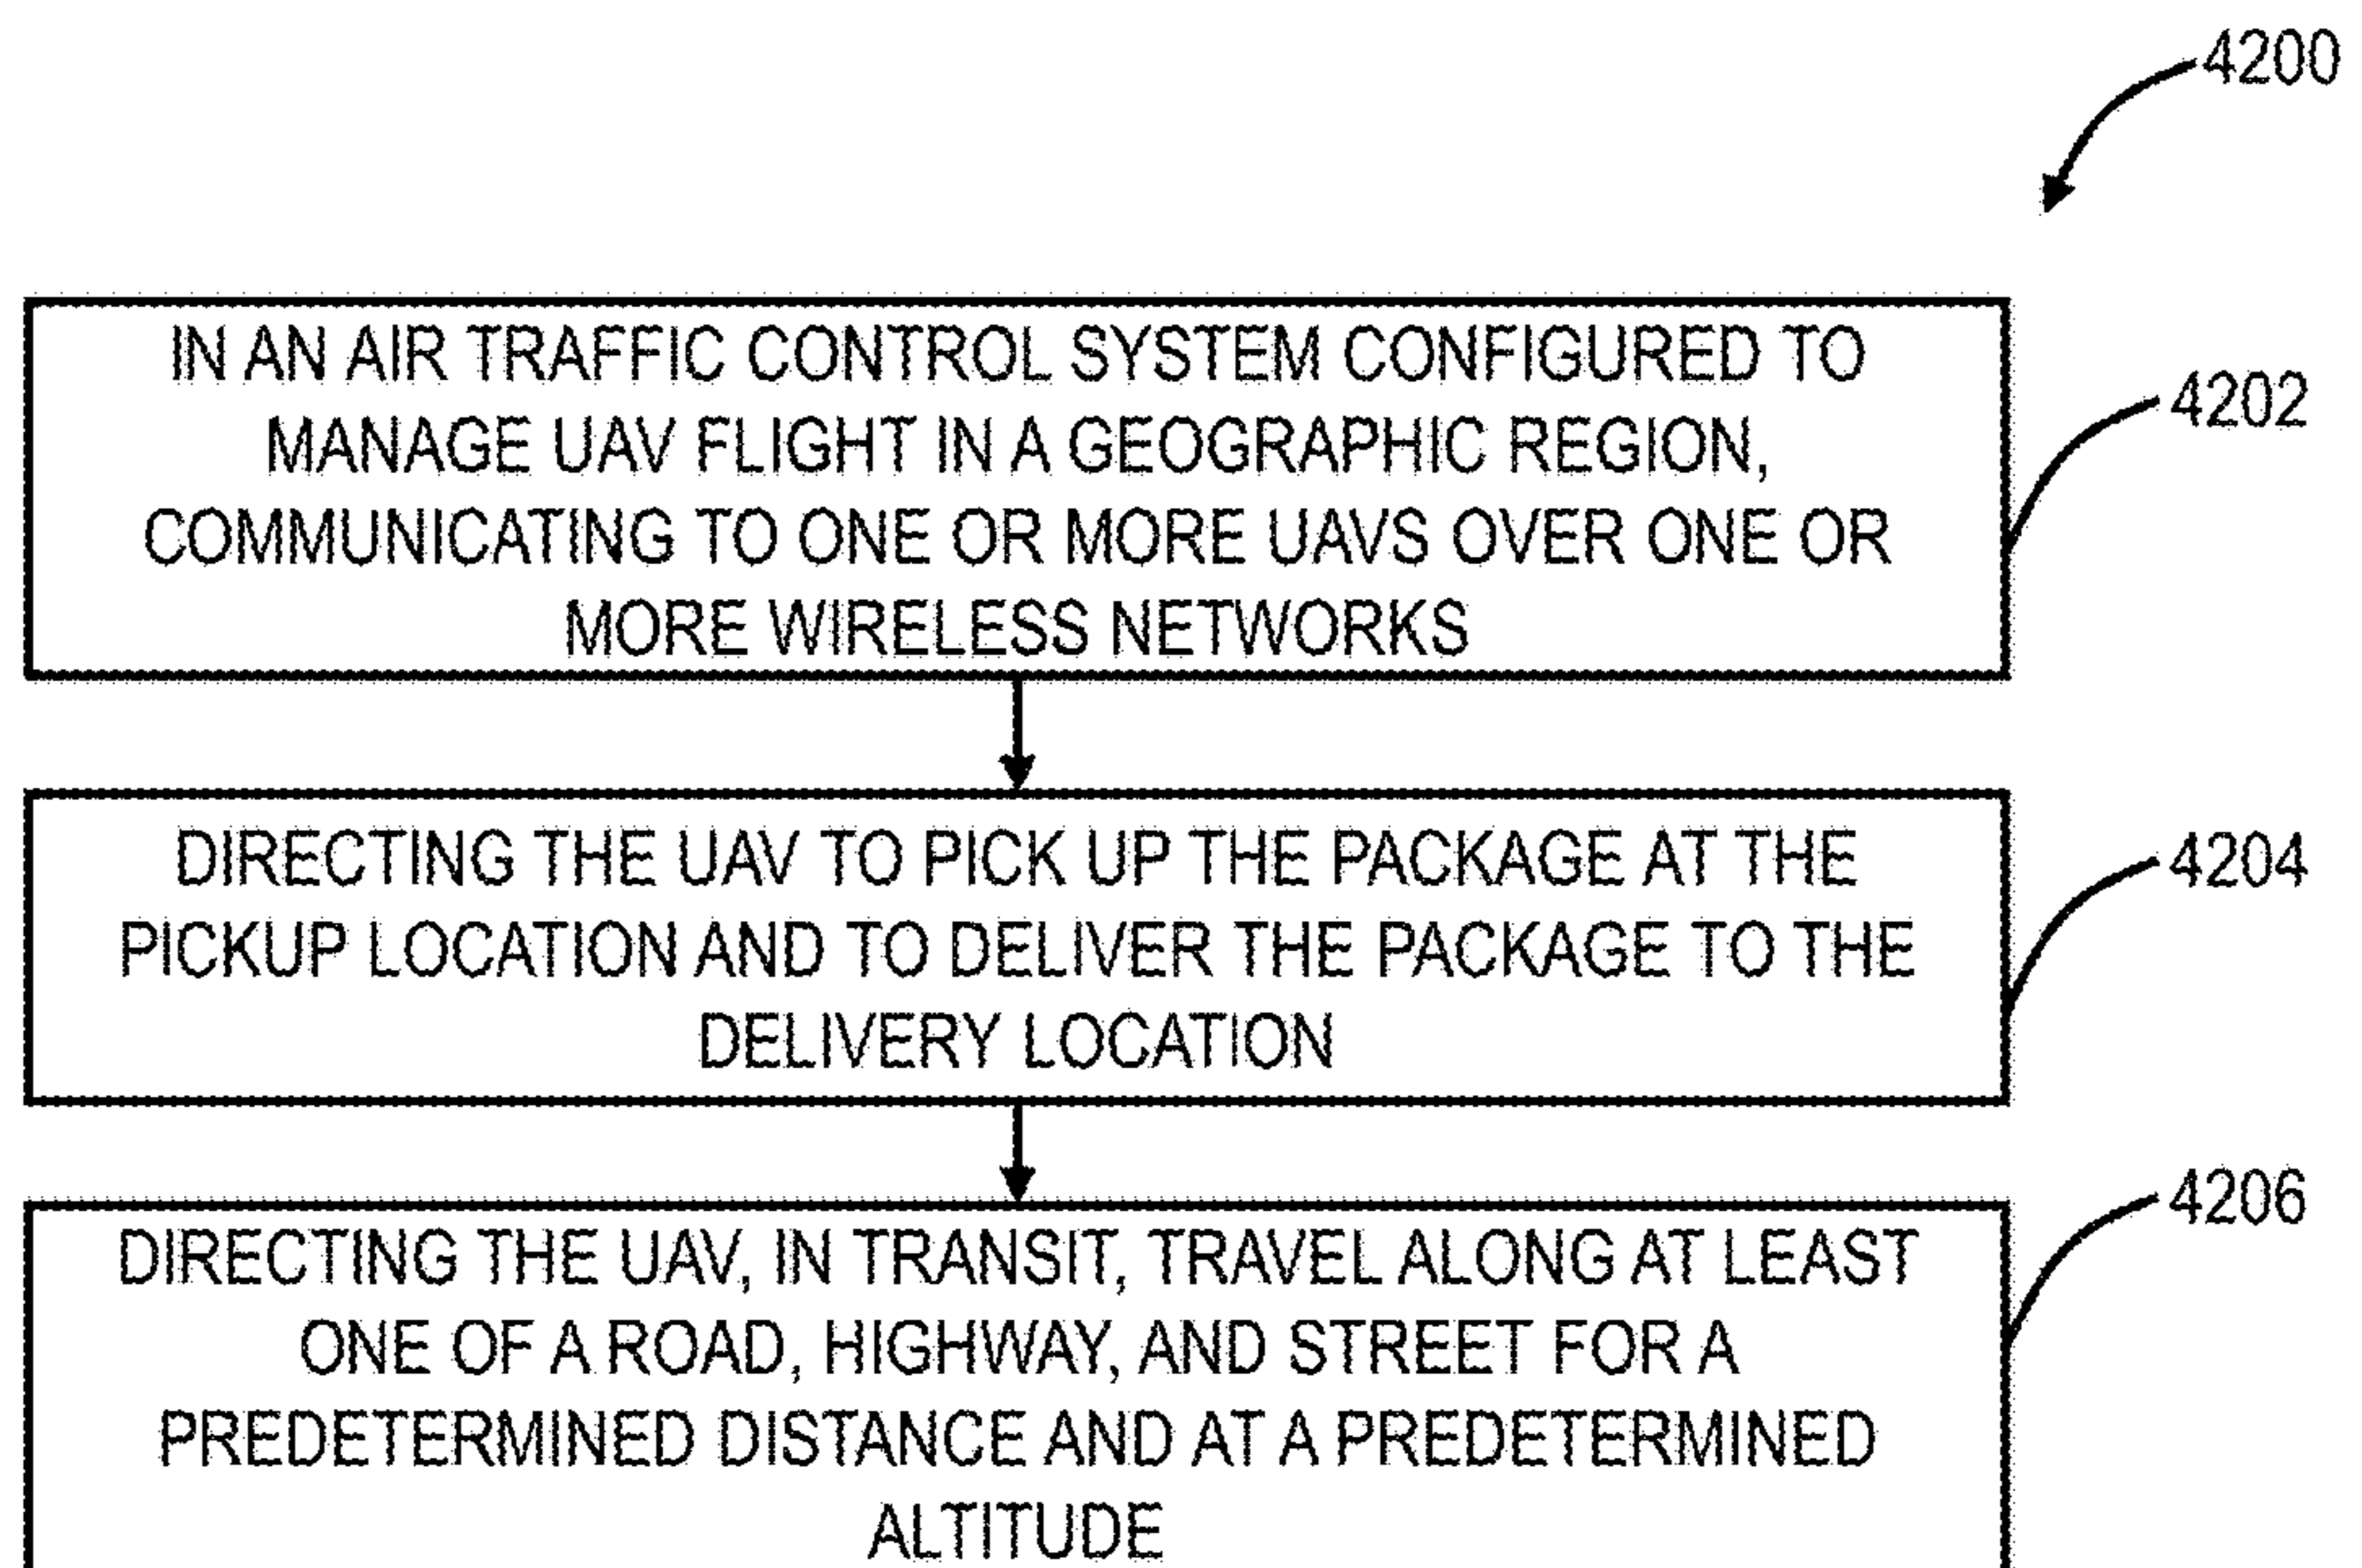 4200
IN AN AIR TRAFFIC CONTROL SYSTEM CONFIGURED TO
MANAGE UAV FLIGHT IN A GEOGRAPHIC REGION,
COMMUNICATING TO ONE OR MORE UAVS OVER ONE OR
MORE WIRELESS NETWORKS
4202
DIRECTING THE UAV TO PICK UP THE PACKAGE AT THE
PICKUP LOCATION AND TO DELIVER THE PACKAGE TO THE
DELIVERY LOCATION
4204
DIRECTING THE UAV, IN TRANSIT, TRAVEL ALONG AT LEAST
ONE OF A ROAD, HIGHWAY, AND STREET FOR A
PREDETERMINED DISTANCE AND AT A PREDETERMINED
ALTITUDE
4206